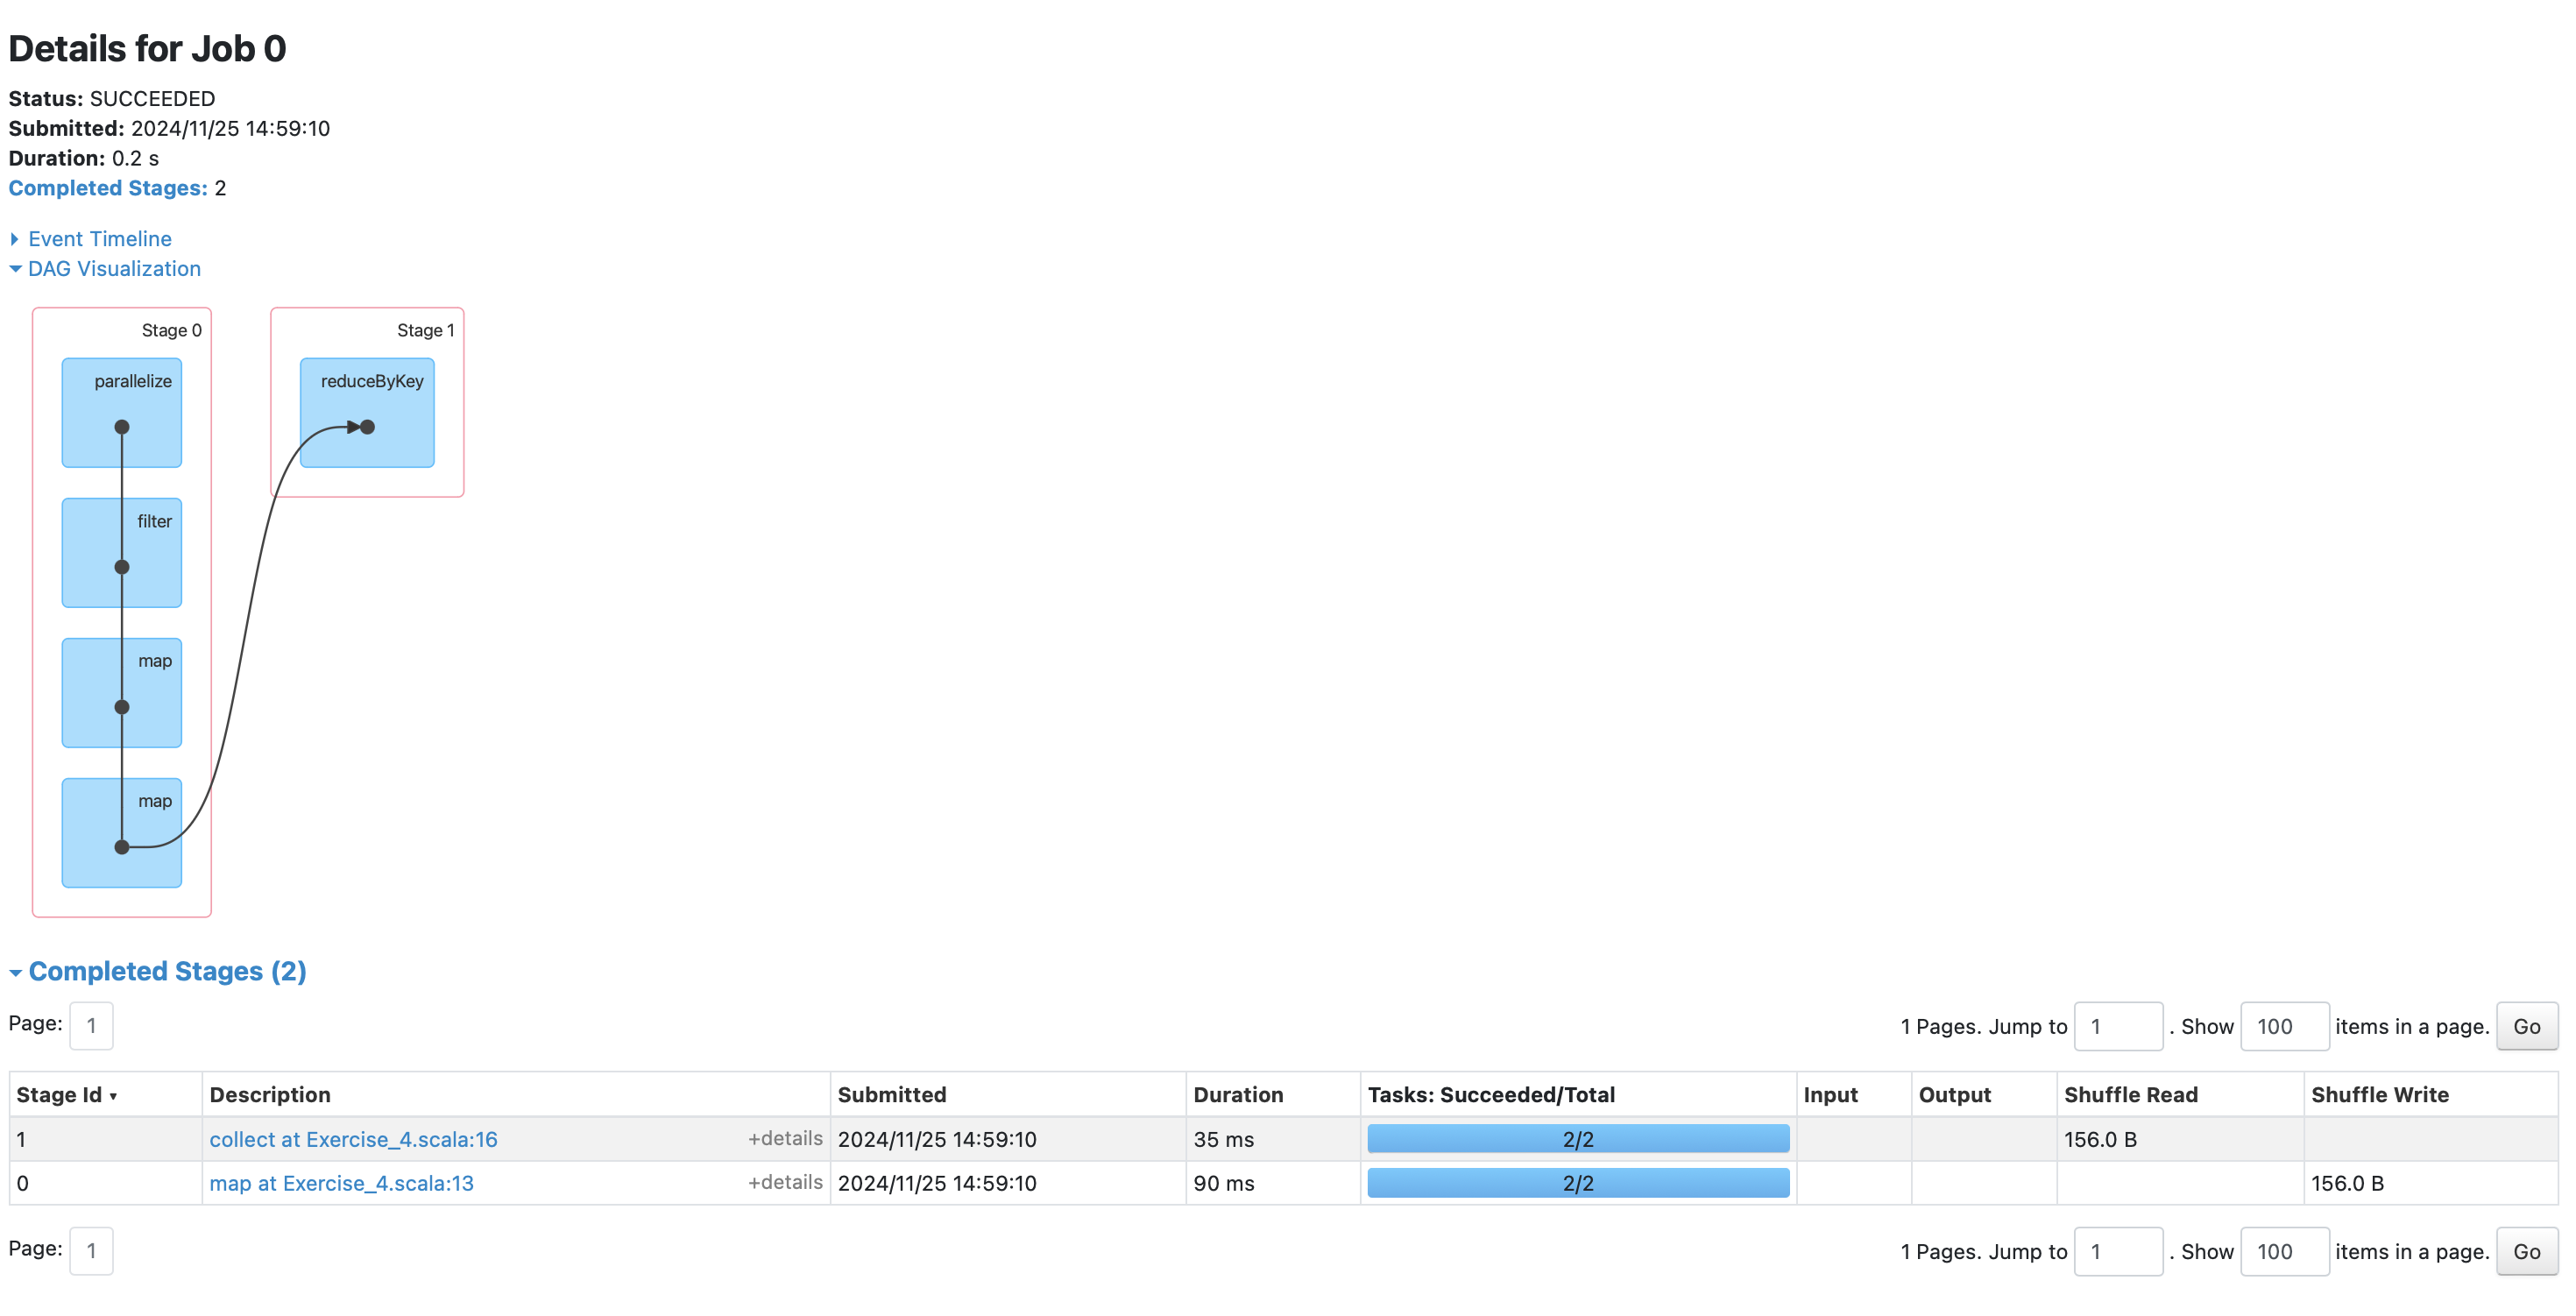 Details for Job 0
Status: SUCCEEDED
Submitted: 2024/11/25 14:59:10
Duration: 0.2 s
Completed Stages: 2
Event Timeline
DAG Visualization
Stage 0
parallelize
filter
map
map
Stage 1
reduceByKey
Completed Stages (2)
Page: 1
1 Pages. Jump to 1 . Show 100 items in a page. Go
Stage Id ▾ Description Submitted Duration Tasks: Succeeded/Total Input Output Shuffle Read Shuffle Write
1 collect at Exercise_4.scala:16 +details 2024/11/25 14:59:10 35 ms 2/2 156.0 B
0 map at Exercise_4.scala:13 +details 2024/11/25 14:59:10 90 ms 2/2 156.0 B
Page: 1
1 Pages. Jump to 1 . Show 100 items in a page. Go